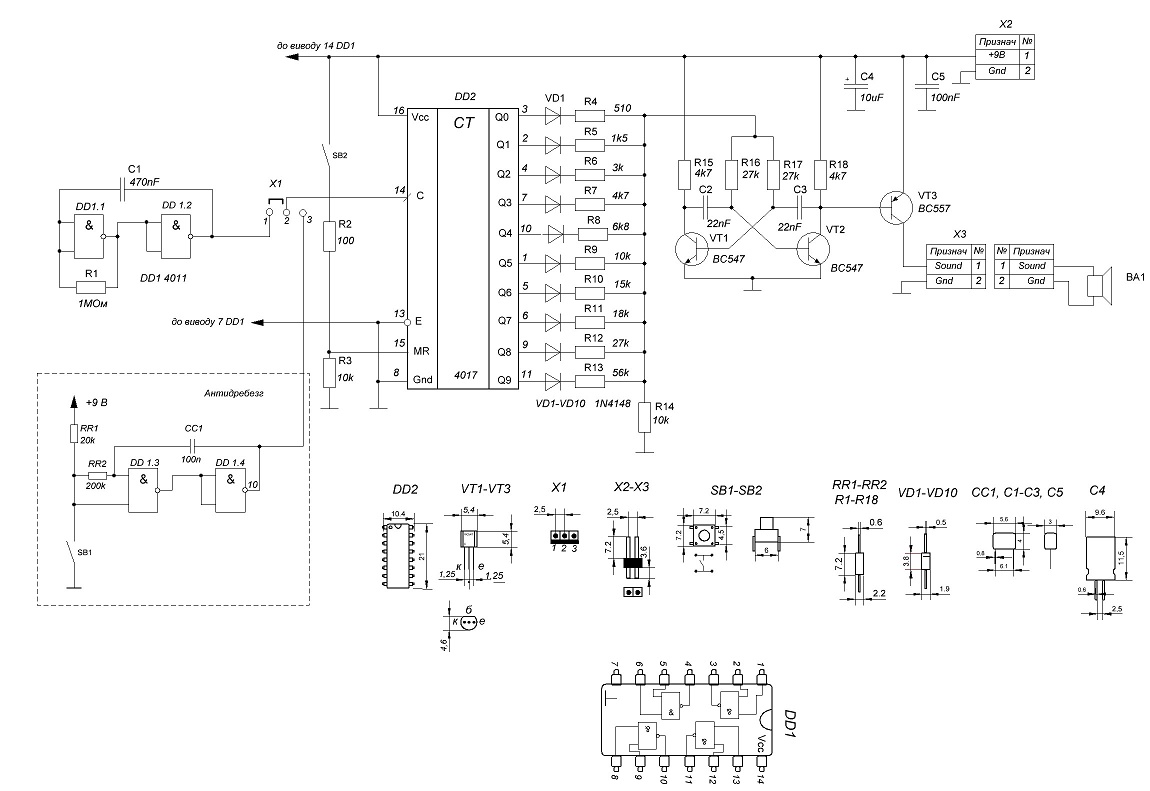 до виводу 14 DD1
X2
Признач №
+9В 1
Gnd 2
C4
+
10uF
C5
100nF
DD2
CT
4017
16 Vcc
14 C
13 E
15 MR
8 Gnd
Q0 3
Q1 2
Q2 4
Q3 7
Q4 10
Q5 1
Q6 5
Q7 6
Q8 9
Q9 11
VD1
R4 510
R5 1k5
R6 3k
R7 4k7
R8 6k8
R9 10k
R10 15k
R11 18k
R12 27k
R13 56k
VD1-VD10 1N4148
R14
10k
R15
4k7
R16
27k
R17
27k
R18
4k7
C2
22nF
C3
22nF
VT1
BC547
VT2
BC547
VT3
BC557
X3
Признач №
Sound 1
Gnd 2
№ Признач
1 Sound
2 Gnd
BA1
SB2
R2
100
R3
10k
C1
470nF
DD1.1
&
DD 1.2
&
R1
1МОм
DD1 4011
X1
1 2 3
до виводу 7 DD1
Антидребезг
+9 В
RR1
20k
RR2
200k
CC1
100n
DD 1.3
&
DD 1.4
&
10
SB1
DD2
10.4
21
VT1-VT3
5,4
5,4
к е
1,25 1,25
б
к е
4,6
X1
2,5
1 2 3
X2-X3
2,5
7.2
3.6
SB1-SB2
7.2
7.2
4.5
7
6
RR1-RR2
R1-R18
0.6
7.2
2.2
VD1-VD10
0.5
3.8
1.9
CC1, C1-C3, C5
5.6
4
0.8
6.1
3
C4
9.6
11.5
0.6
2.5
7 6 5 4 3 2 1
& &
& &
Vcc
DD1
8 9 10 11 12 13 14